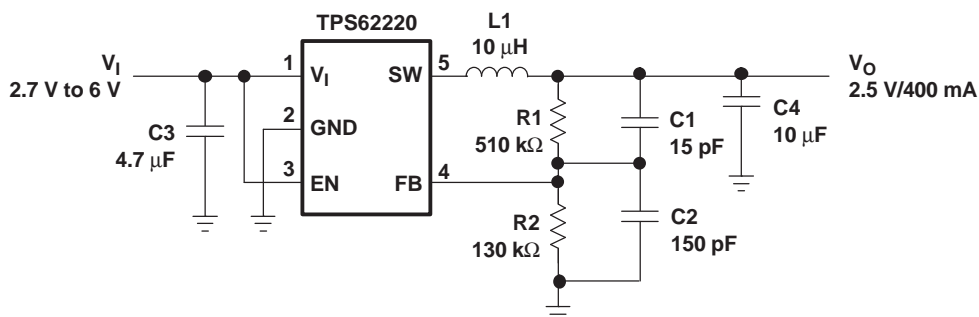 TPS62220
L1
10 μH
V_I
2.7 V to 6 V
1
V_I
SW
5
V_O
2.5 V/400 mA
2
GND
C3
4.7 μF
R1
510 kΩ
C1
15 pF
C4
10 μF
3
EN
FB
4
R2
130 kΩ
C2
150 pF